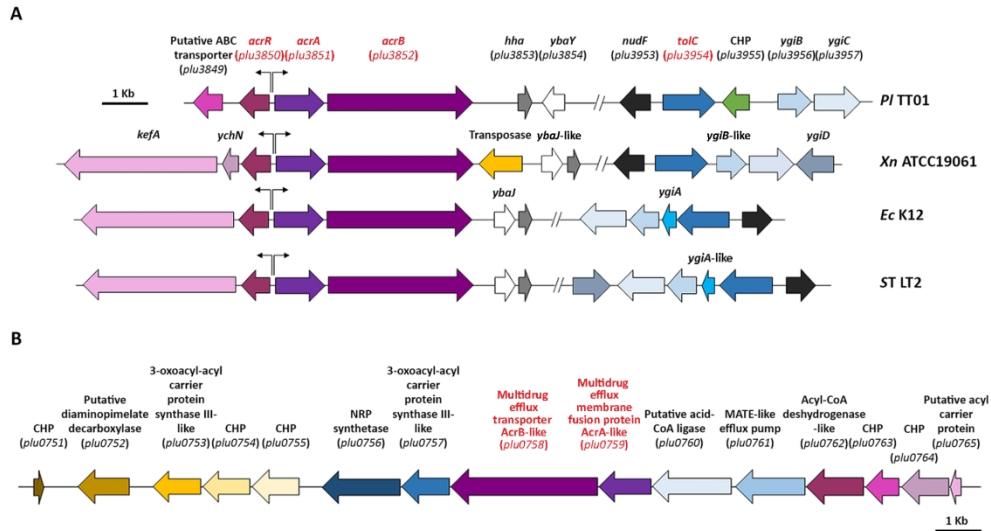 A
Putative ABC
transporter
(plu3849)
acrR
(plu3850)
acrA
(plu3851)
acrB
(plu3852)
hha
(plu3853)
ybaY
(plu3854)
nudF
(plu3953)
tolC
(plu3954)
CHP
(plu3955)
ygiB
(plu3956)
ygiC
(plu3957)
1 Kb
Pl TT01
kefA
ychN
Transposase
ybaJ-like
ygiB-like
ygiD
Xn ATCC19061
ybaJ
ygiA
Ec K12
ygiA-like
ST LT2
B
CHP
(plu0751)
Putative
diaminopimelate
decarboxylase
(plu0752)
3-oxoacyl-acyl
carrier
protein
synthase III-
like
(plu0753)
CHP
(plu0754)
CHP
(plu0755)
NRP
synthetase
(plu0756)
3-oxoacyl-acyl
carrier
protein
synthase III-
like
(plu0757)
Multidrug
efflux
transporter
AcrB-like
(plu0758)
Multidrug
efflux
membrane
fusion protein
AcrA-like
(plu0759)
Putative acid-
CoA ligase
(plu0760)
MATE-like
efflux pump
(plu0761)
Acyl-CoA
deshydrogenase
-like
(plu0762)
CHP
(plu0763)
CHP
(plu0764)
Putative acyl
carrier
protein
(plu0765)
1 Kb